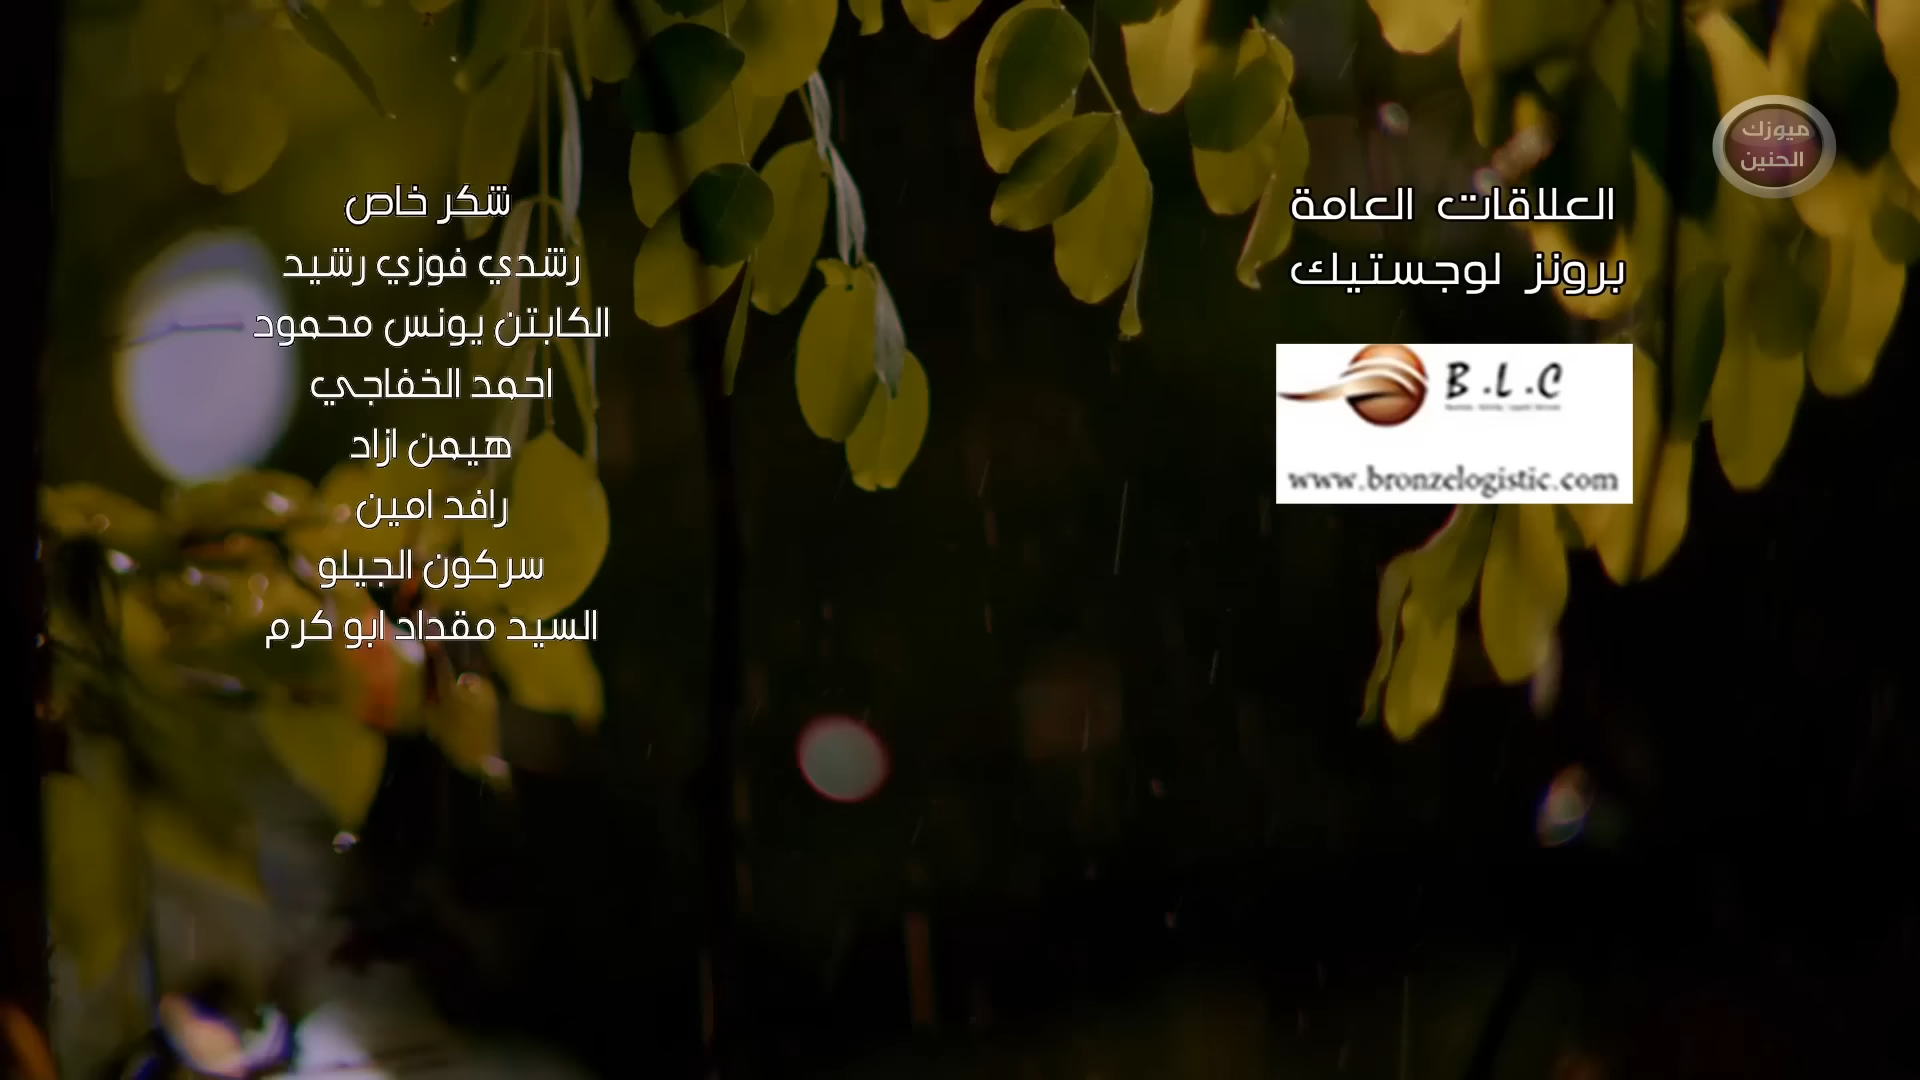 ميوزك
الحنين
العلاقات العامة
برونز لوجستيك
B.L.C
www.bronzelogistic.com
شكر خاص
رشدي فوزي رشيد
الكابتن يونس محمود
احمد الخفاجي
هيمن ازاد
رافد امين
سركون الجيلو
السيد مقداد ابو كرم